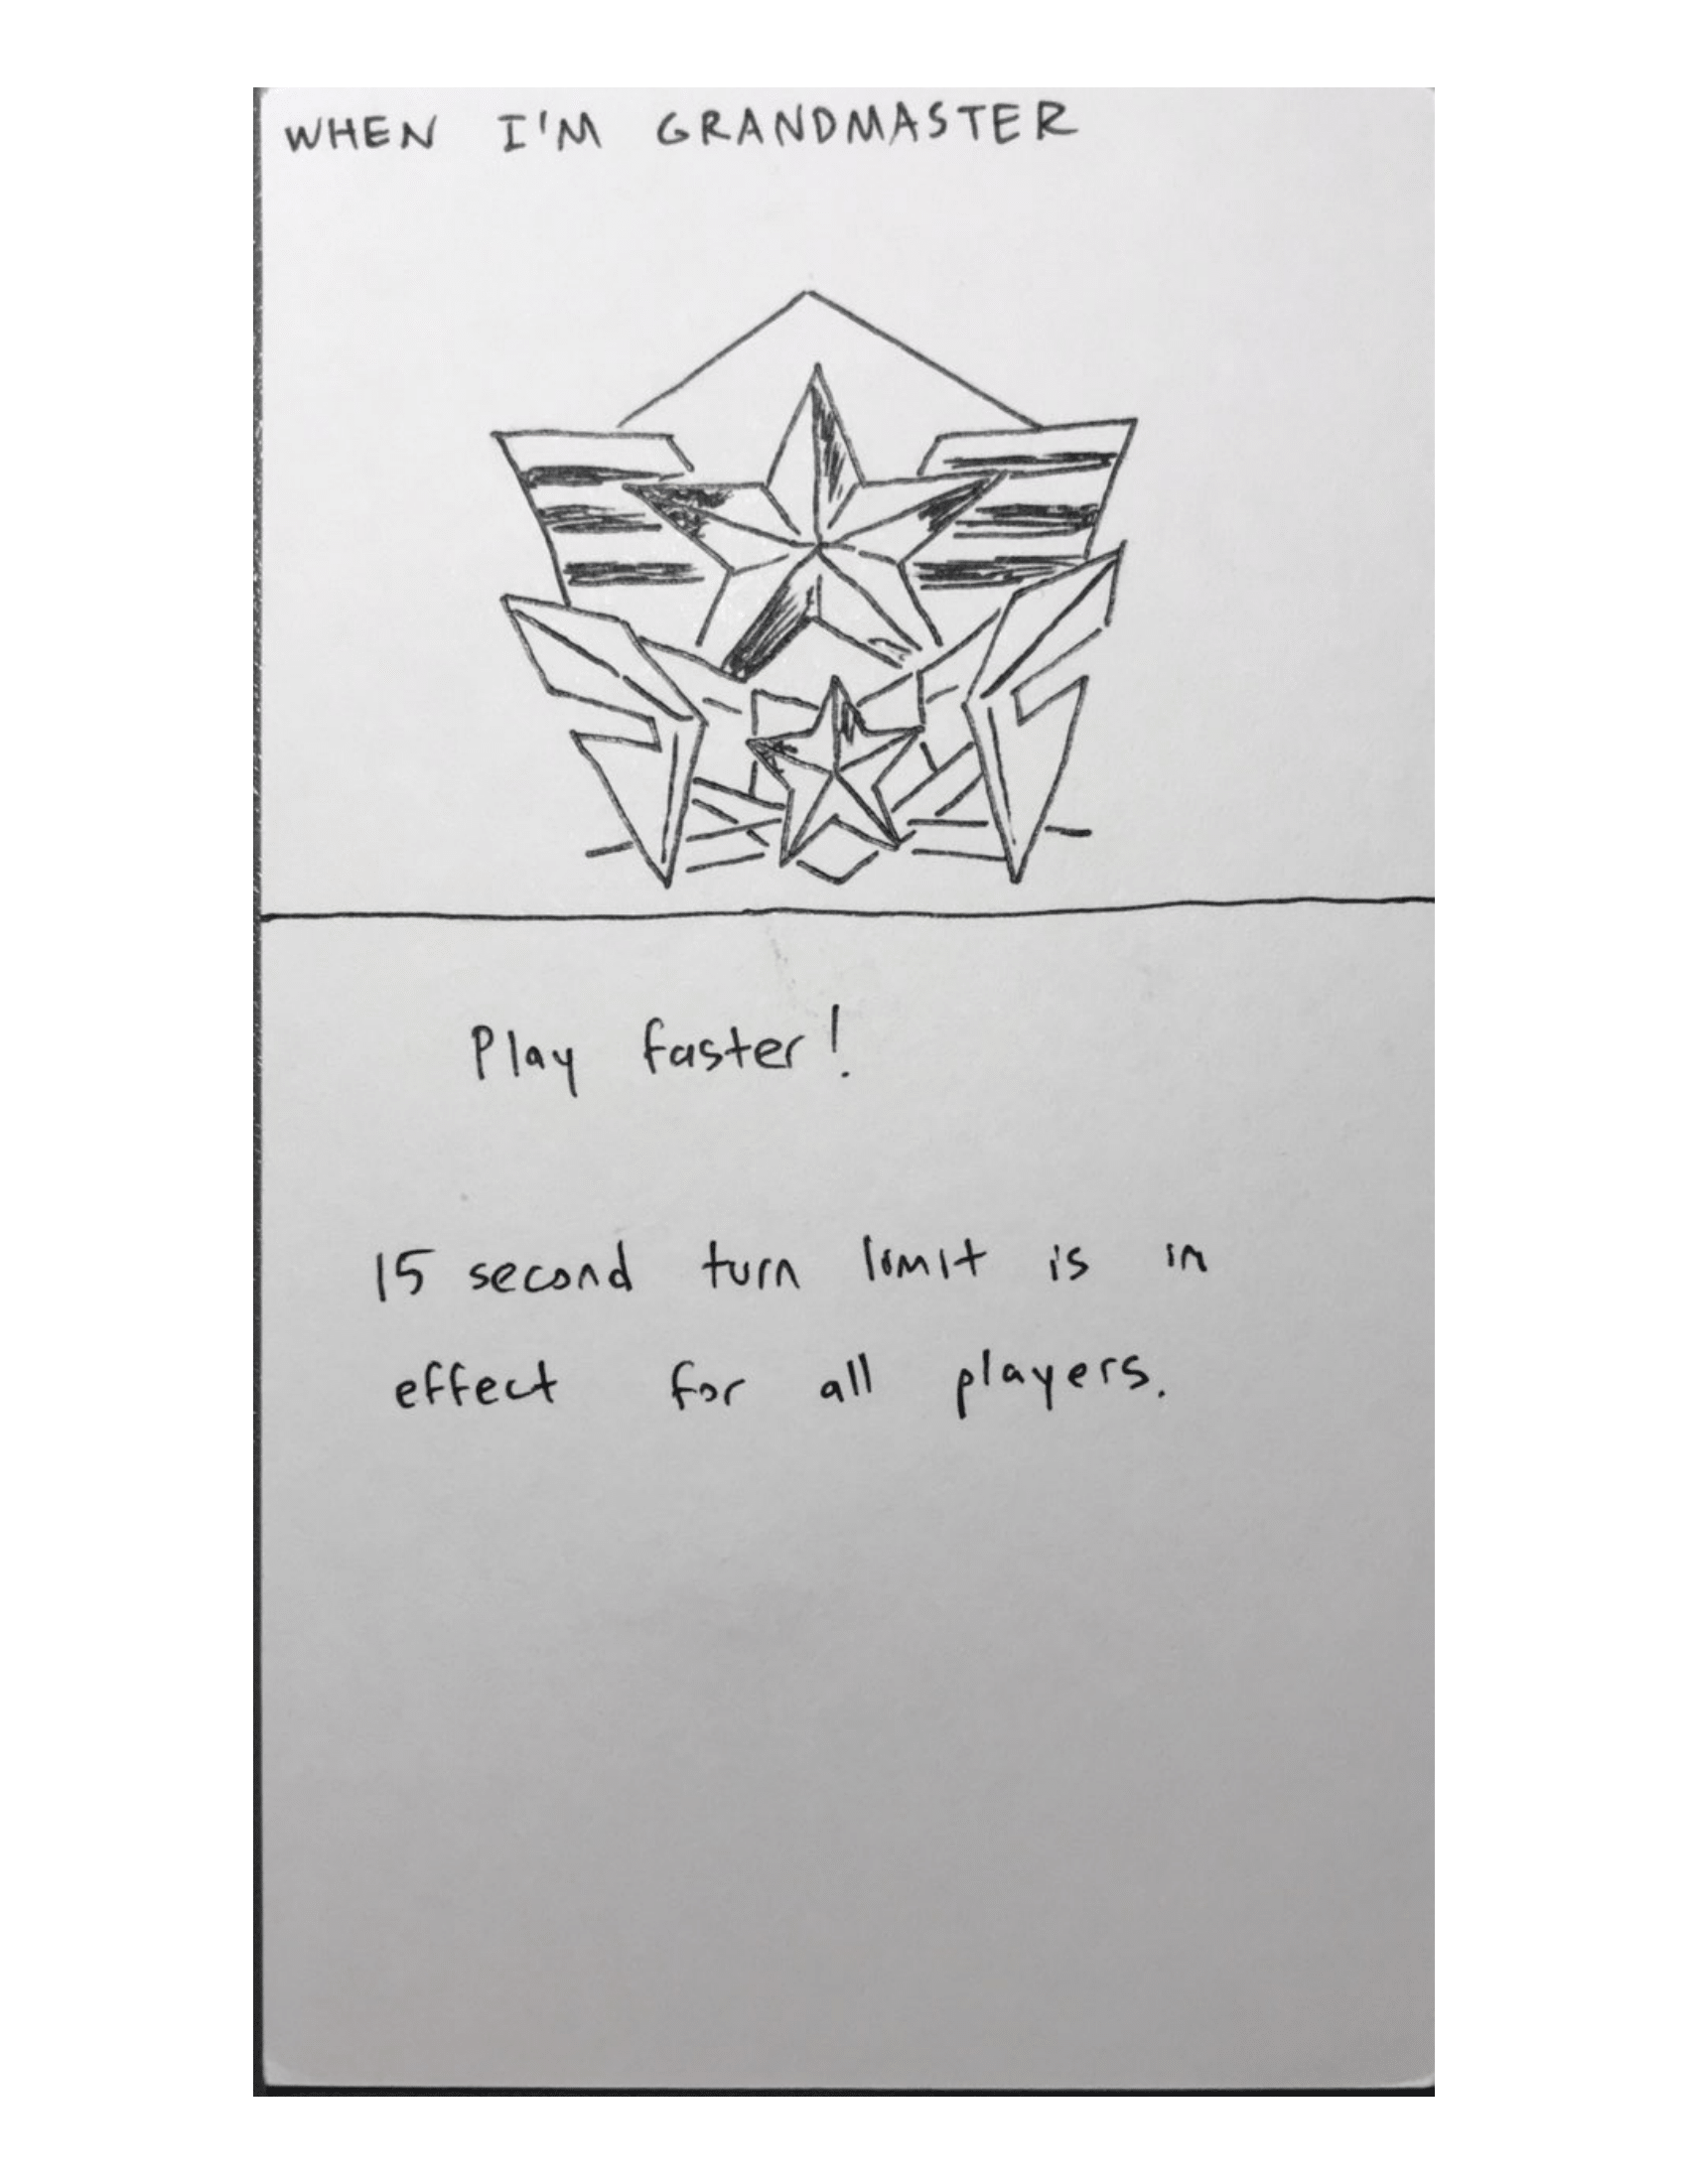 WHEN I'M GRANDMASTER
Play faster!
15 second turn limit is in
effect for all players.